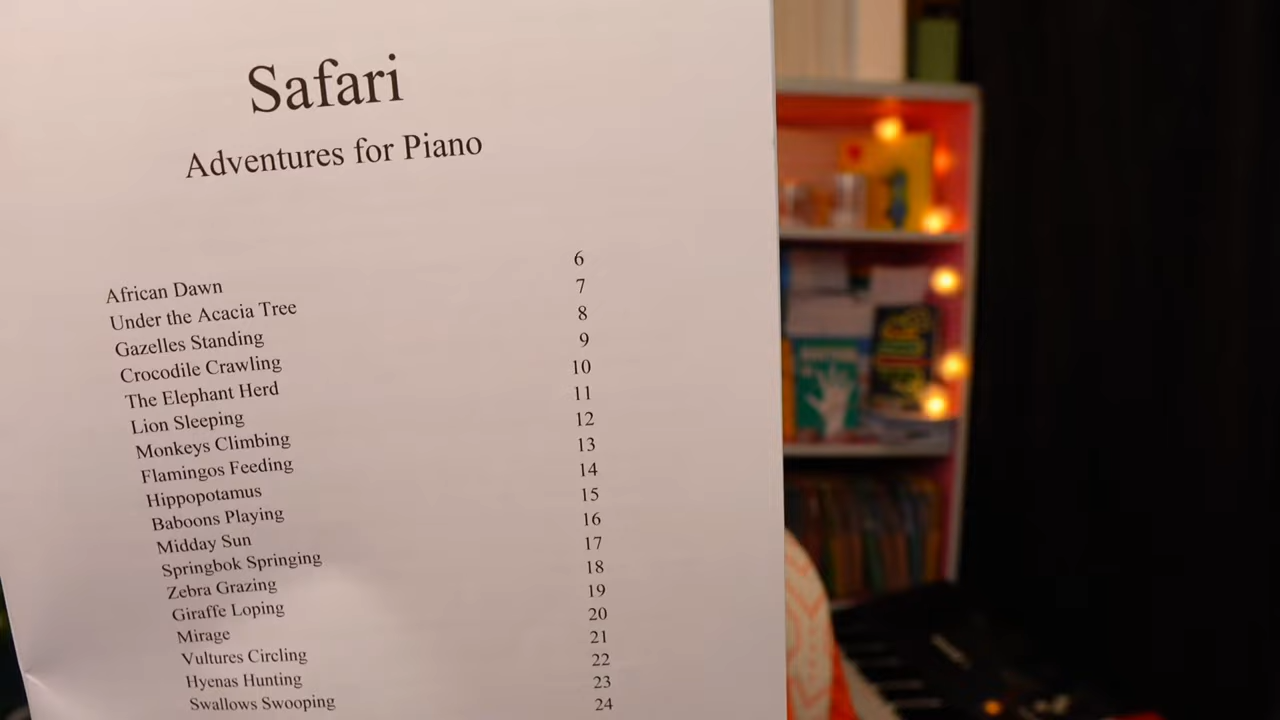 Safari
Adventures for Piano
African Dawn 6
Under the Acacia Tree 7
Gazelles Standing 8
Crocodile Crawling 9
The Elephant Herd 10
Lion Sleeping 11
Monkeys Climbing 12
Flamingos Feeding 13
Hippopotamus 14
Baboons Playing 15
Midday Sun 16
Springbok Springing 17
Zebra Grazing 18
Giraffe Loping 19
Mirage 20
Vultures Circling 21
Hyenas Hunting 22
Swallows Swooping 23
24